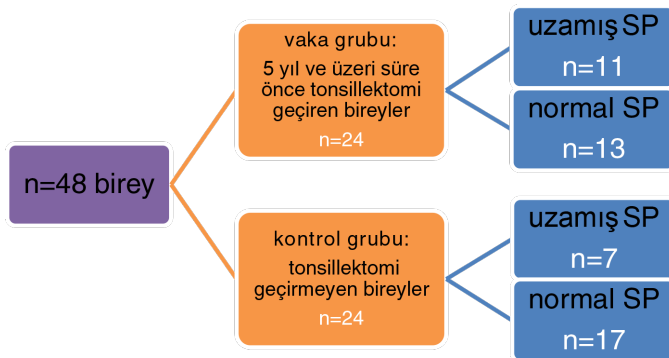 n=48 birey
vaka grubu:
5 yıl ve üzeri süre
önce tonsillektomi
geçiren bireyler
n=24
uzamış SP
n=11
normal SP
n=13
kontrol grubu:
tonsillektomi
geçirmeyen bireyler
n=24
uzamış SP
n=7
normal SP
n=17